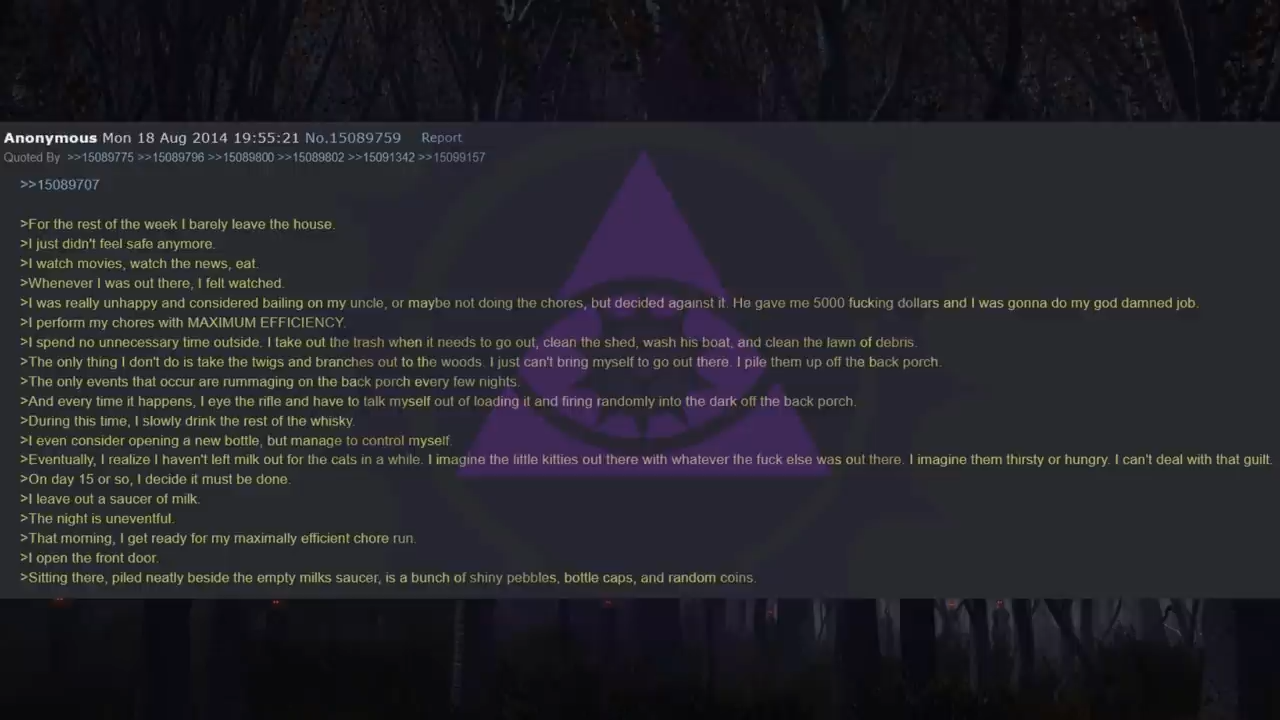 Anonymous Mon 18 Aug 2014 19:55:21 No.15089759 Report
Quoted By >>15089775 >>15089796 >>15089800 >>15089802 >>15091342 >>15099157
>>15089707
>For the rest of the week I barely leave the house.
>I just didn't feel safe anymore.
>I watch movies, watch the news, eat.
>Whenever I was out there, I felt watched.
>I was really unhappy and considered bailing on my uncle, or maybe not doing the chores, but decided against it. He gave me 5000 fucking dollars and I was gonna do my god damned job.
>I perform my chores with MAXIMUM EFFICIENCY.
>I spend no unnecessary time outside. I take out the trash when it needs to go out, clean the shed, wash his boat, and clean the lawn of debris.
>The only thing I don't do is take the twigs and branches out to the woods. I just can't bring myself to go out there. I pile them up off the back porch.
>The only events that occur are rummaging on the back porch every few nights.
>And every time it happens, I eye the rifle and have to talk myself out of loading it and firing randomly into the dark off the back porch.
>During this time, I slowly drink the rest of the whisky.
>I even consider opening a new bottle, but manage to control myself.
>Eventually, I realize I haven't left milk out for the cats in a while. I imagine the little kitties out there with whatever the fuck else was out there. I imagine them thirsty or hungry. I can't deal with that guilt.
>On day 15 or so, I decide it must be done.
>I leave out a saucer of milk.
>The night is uneventful.
>That morning, I get ready for my maximally efficient chore run.
>I open the front door.
>Sitting there, piled neatly beside the empty milks saucer, is a bunch of shiny pebbles, bottle caps, and random coins.